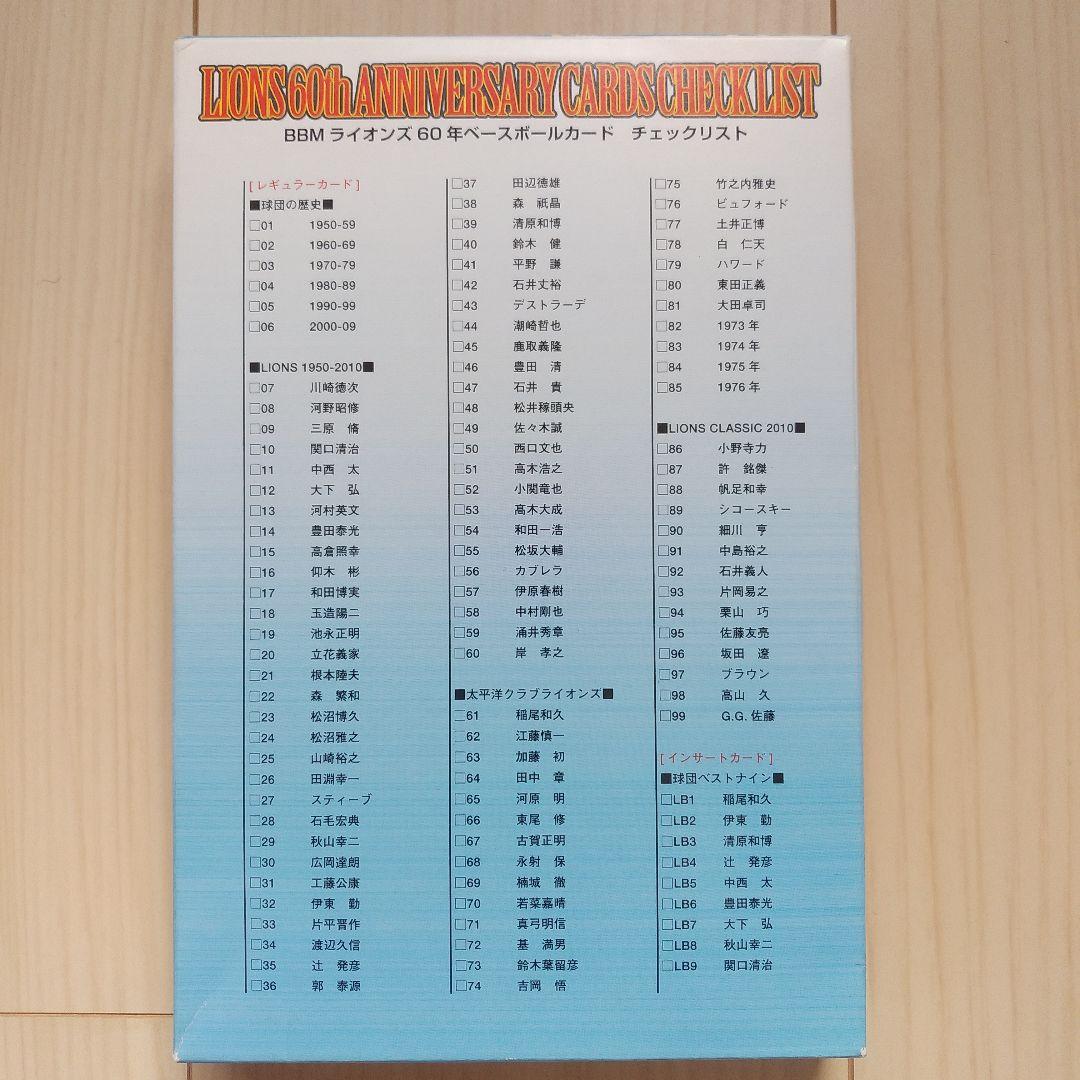 LIONS 60th ANNIVERSARY CARDS CHECKLIST
BBM ライオンズ 60 年ベースボールカード チェックリスト
[レギュラーカード]
■球団の歴史■
□01 1950-59
□02 1960-69
□03 1970-79
□04 1980-89
□05 1990-99
□06 2000-09
■LIONS 1950-2010■
□07 川崎徳次
□08 河野昭修
□09 三原 脩
□10 関口清治
□11 中西 太
□12 大下 弘
□13 河村英文
□14 豊田泰光
□15 高倉照幸
□16 仰木 彬
□17 和田博実
□18 玉造陽二
□19 池永正明
□20 立花義家
□21 根本陸夫
□22 森 繁和
□23 松沼博久
□24 松沼雅之
□25 山崎裕之
□26 田淵幸一
□27 スティーブ
□28 石毛宏典
□29 秋山幸二
□30 広岡達朗
□31 工藤公康
□32 伊東 勤
□33 片平晋作
□34 渡辺久信
□35 辻 発彦
□36 郭 泰源
□37 田辺徳雄
□38 森 祇晶
□39 清原和博
□40 鈴木 健
□41 平野 謙
□42 石井丈裕
□43 デストラーデ
□44 潮崎哲也
□45 鹿取義隆
□46 豊田 清
□47 石井 貴
□48 松井稼頭央
□49 佐々木誠
□50 西口文也
□51 高木浩之
□52 小関竜也
□53 髙木大成
□54 和田一浩
□55 松坂大輔
□56 カブレラ
□57 伊原春樹
□58 中村剛也
□59 涌井秀章
□60 岸 孝之
■太平洋クラブライオンズ■
□61 稲尾和久
□62 江藤慎一
□63 加藤 初
□64 田中 章
□65 河原 明
□66 東尾 修
□67 古賀正明
□68 永射 保
□69 楠城 徹
□70 若菜嘉晴
□71 真弓明信
□72 基 満男
□73 鈴木葉留彦
□74 吉岡 悟
□75 竹之内雅史
□76 ビュフォード
□77 土井正博
□78 白 仁天
□79 ハワード
□80 東田正義
□81 大田卓司
□82 1973 年
□83 1974 年
□84 1975 年
□85 1976 年
■LIONS CLASSIC 2010■
□86 小野寺力
□87 許 銘傑
□88 帆足和幸
□89 シコースキー
□90 細川 亨
□91 中島裕之
□92 石井義人
□93 片岡易之
□94 栗山 巧
□95 佐藤友亮
□96 坂田 遼
□97 ブラウン
□98 高山 久
□99 G.G. 佐藤
[インサートカード]
■球団ベストナイン■
□LB1 稲尾和久
□LB2 伊東 勤
□LB3 清原和博
□LB4 辻 発彦
□LB5 中西 太
□LB6 豊田泰光
□LB7 大下 弘
□LB8 秋山幸二
□LB9 関口清治